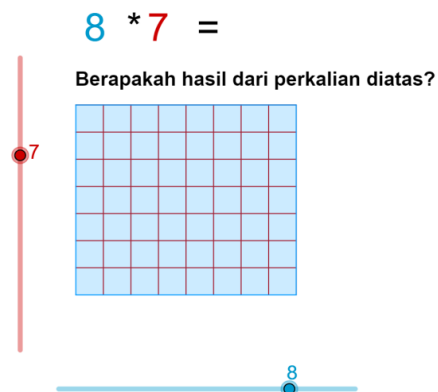 8 * 7 =
Berapakah hasil dari perkalian diatas?
7
8